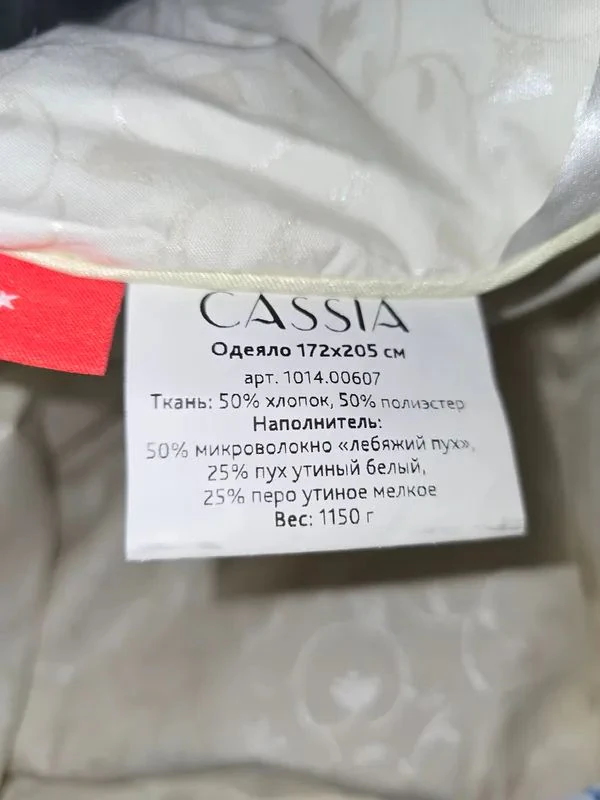 CASSIA
Одеяло 172х205 см
арт. 1014.00607
Ткань: 50% хлопок, 50% полиэстер
Наполнитель:
50% микроволокно «лебяжий пух»,
25% пух утиный белый,
25% перо утиное мелкое
Вес: 1150 г